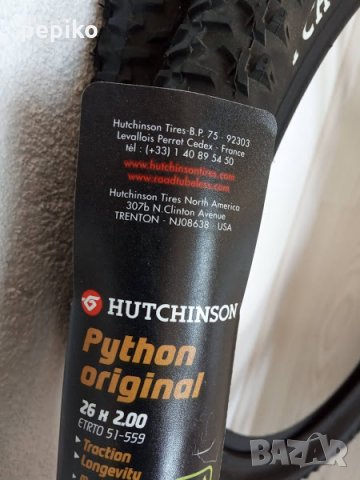 pepiko
Hutchinson Tires-B.P. 75 - 92303
Levallois Perret Cedex - France
tél : (+33) 1 40 89 54 50
www.hutchinsontires.com
www.roadtubeless.com
Hutchinson Tires North America
307b N.Clinton Avenue
TRENTON - NJ08638 - USA
HUTCHINSON
Python
original
26 x 2.00
ETRTO 51-559
Traction
Longevity
BAZAR